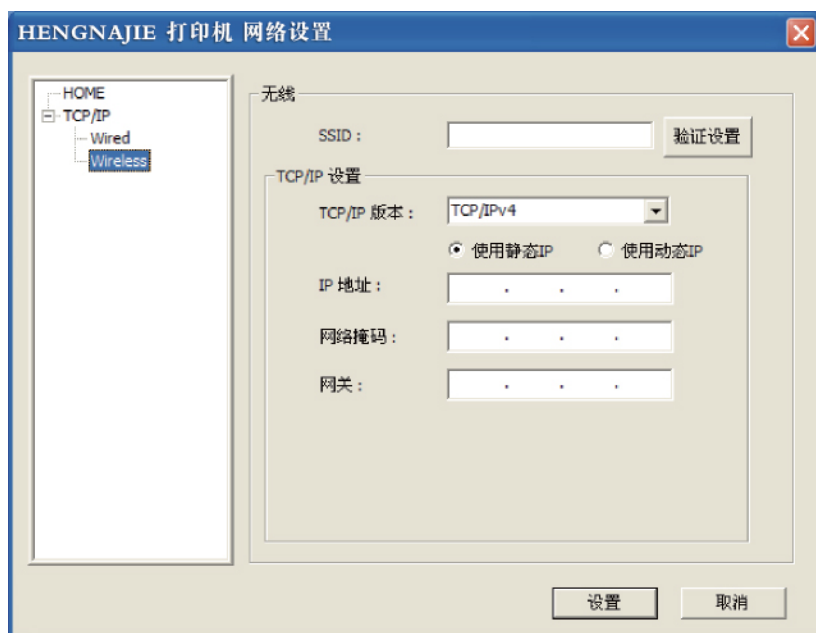 HENGNAJIE 打印机 网络设置
HOME
TCP/IP
Wired
Wireless
无线
SSID：
验证设置
TCP/IP 设置
TCP/IP 版本：
TCP/IPv4
使用静态IP
使用动态IP
IP 地址：
网络掩码：
网关：
设置
取消